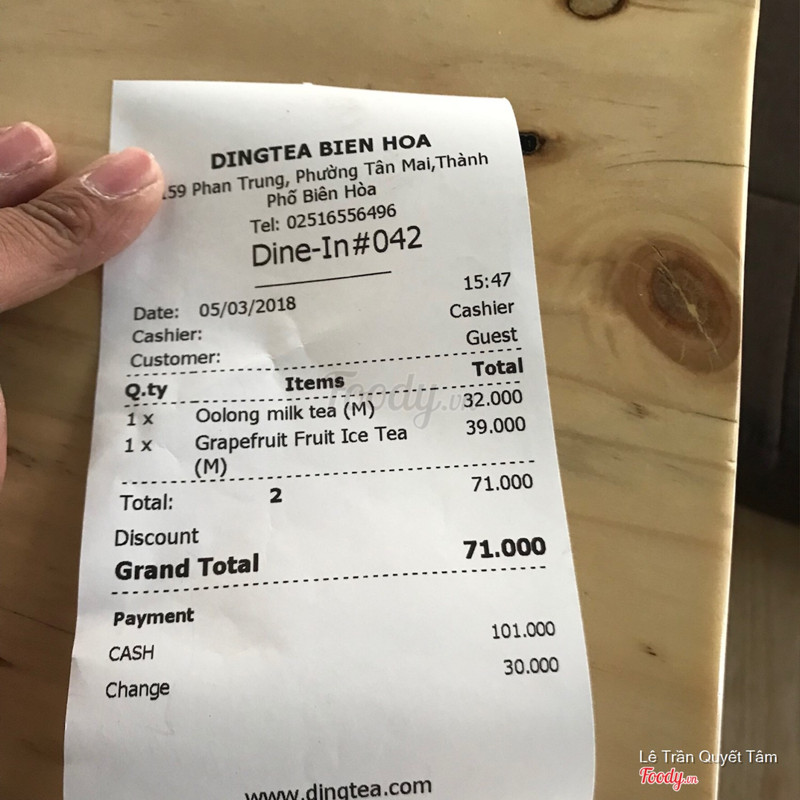 DINGTEA BIEN HOA
159 Phan Trung, Phường Tân Mai,Thành
Phố Biên Hòa
Tel: 02516556496
Dine-In#042
Date: 05/03/2018 15:47
Cashier: Cashier
Customer: Guest
Q.ty Items Total
1 x Oolong milk tea (M) 32.000
1 x Grapefruit Fruit Ice Tea 39.000
(M)
Total: 2 71.000
Discount
Grand Total 71.000
Payment
CASH 101.000
Change 30.000
www.dingtea.com
Foody.vn
Lê Trần Quyết Tâm
Foody.vn